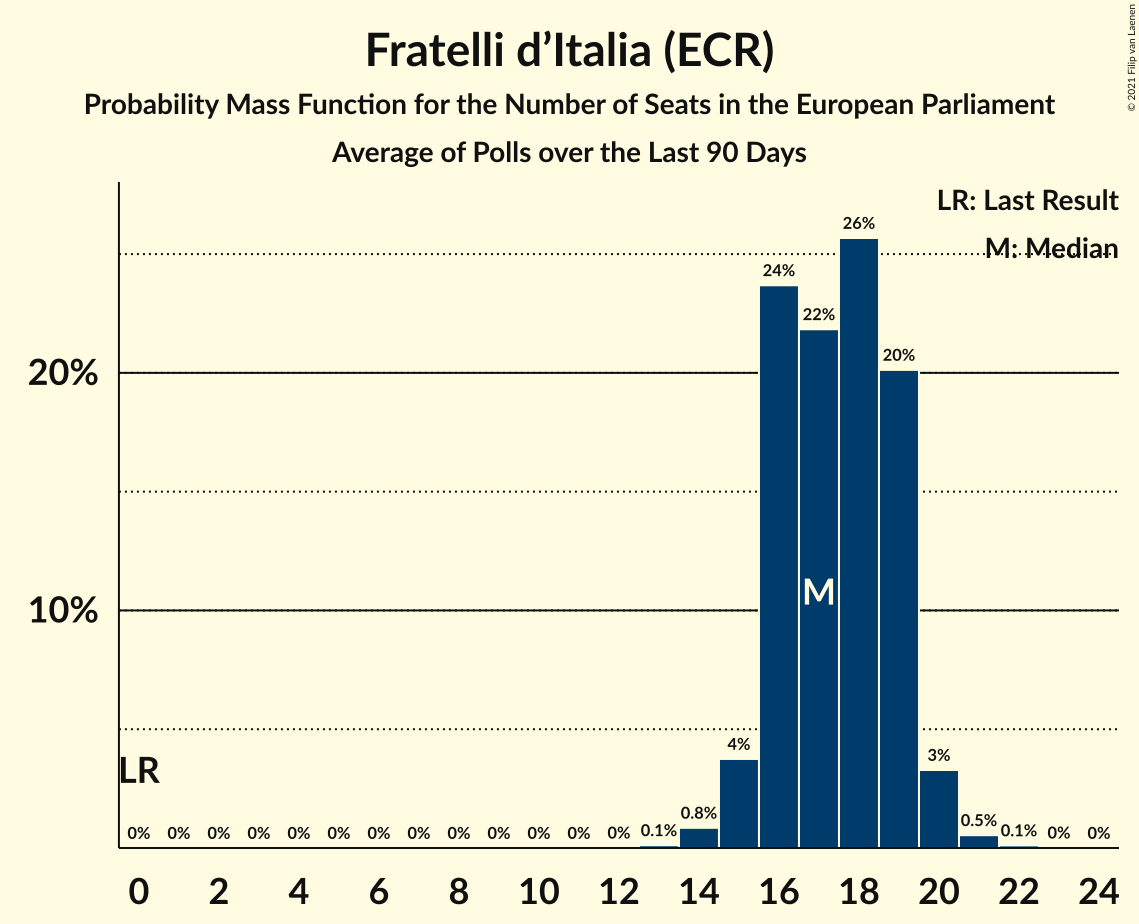 Fratelli d’Italia (ECR)
Probability Mass Function for the Number of Seats in the European Parliament
Average of Polls over the Last 90 Days
© 2021 Filip van Laenen
LR: Last Result
M: Median
26%
24%
22%
20%
20%
M
10%
4%
3%
LR
0% 0% 0% 0% 0% 0% 0% 0% 0% 0% 0% 0% 0% 0.1% 0.8% 0.5% 0.1% 0% 0%
0 2 4 6 8 10 12 14 16 18 20 22 24